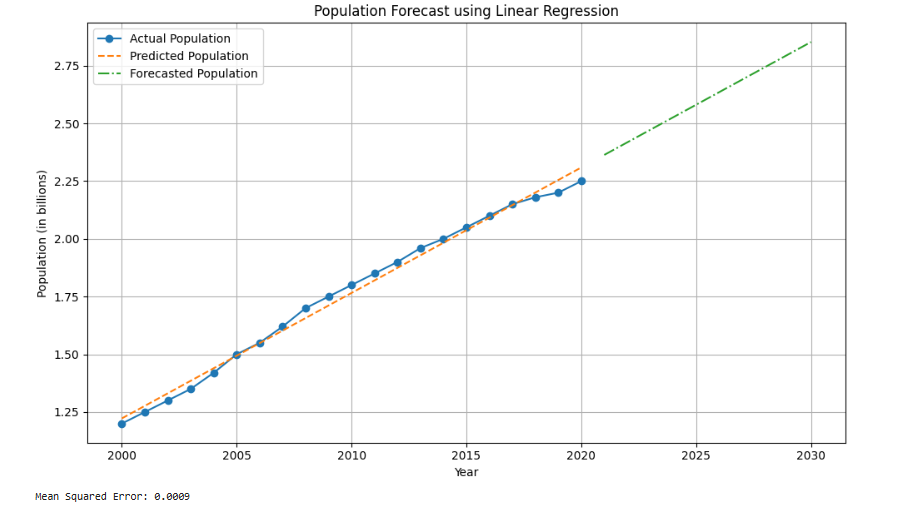 Population Forecast using Linear Regression
Actual Population
Predicted Population
Forecasted Population
2.75
2.50
2.25
2.00
1.75
1.50
1.25
Population (in billions)
2000 2005 2010 2015 2020 2025 2030
Year
Mean Squared Error: 0.0009